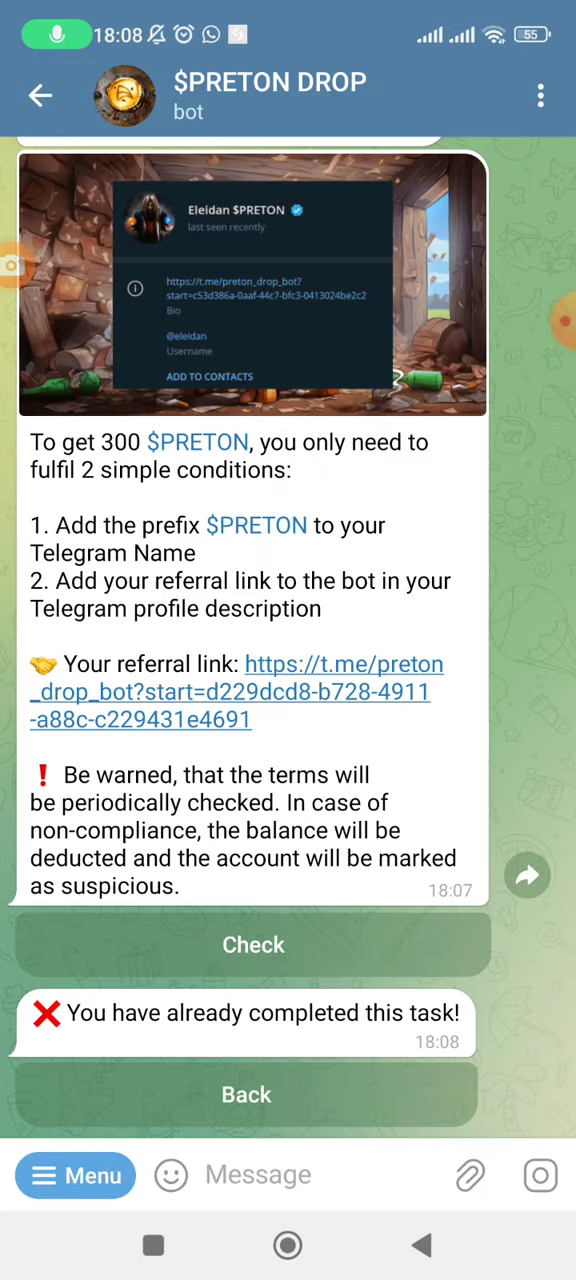 18:08
55
$PRETON DROP
bot
Eleidan $PRETON
last seen recently
https://t.me/preton_drop_bot?
start=c53d386a-0aaf-44c7-bfc3-0413024be2c2
Bio
@eleidan
Username
ADD TO CONTACTS
To get 300 $PRETON, you only need to
fulfil 2 simple conditions:
1. Add the prefix $PRETON to your
Telegram Name
2. Add your referral link to the bot in your
Telegram profile description
🤝 Your referral link: https://t.me/preton
_drop_bot?start=d229dcd8-b728-4911
-a88c-c229431e4691
❗ Be warned, that the terms will
be periodically checked. In case of
non-compliance, the balance will be
deducted and the account will be marked
as suspicious.
18:07
Check
❌ You have already completed this task!
18:08
Back
Menu
Message